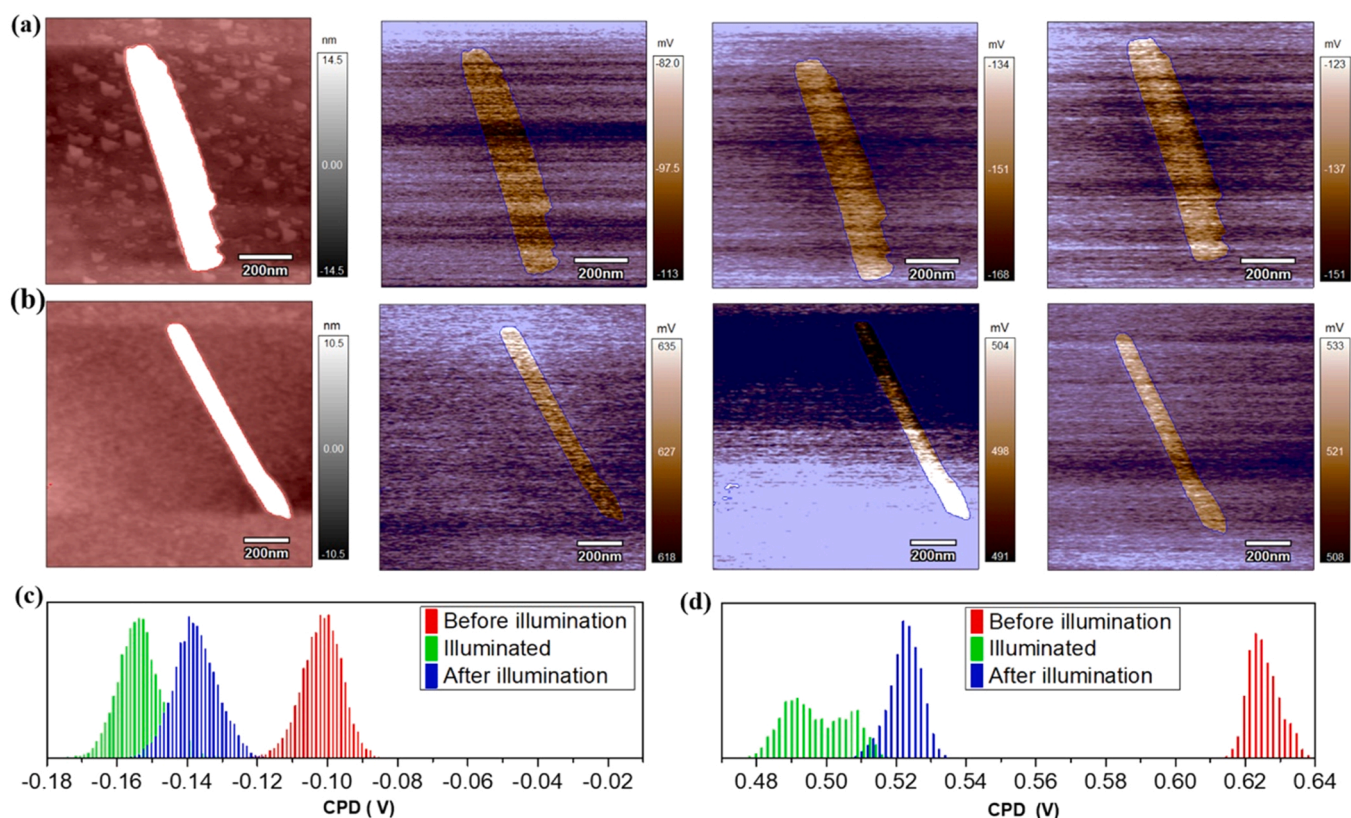 (a)
nm
14.5
0.00
-14.5
200nm
mV
-82.0
-97.5
-113
200nm
mV
-134
-151
-168
200nm
mV
-123
-137
-151
200nm
(b)
nm
10.5
0.00
-10.5
200nm
mV
635
627
618
200nm
mV
504
498
491
200nm
mV
533
521
508
200nm
(c)
Before illumination
Illuminated
After illumination
-0.18 -0.16 -0.14 -0.12 -0.10 -0.08 -0.06 -0.04 -0.02
CPD ( V)
(d)
Before illumination
Illuminated
After illumination
0.48 0.50 0.52 0.54 0.56 0.58 0.60 0.62 0.64
CPD (V)